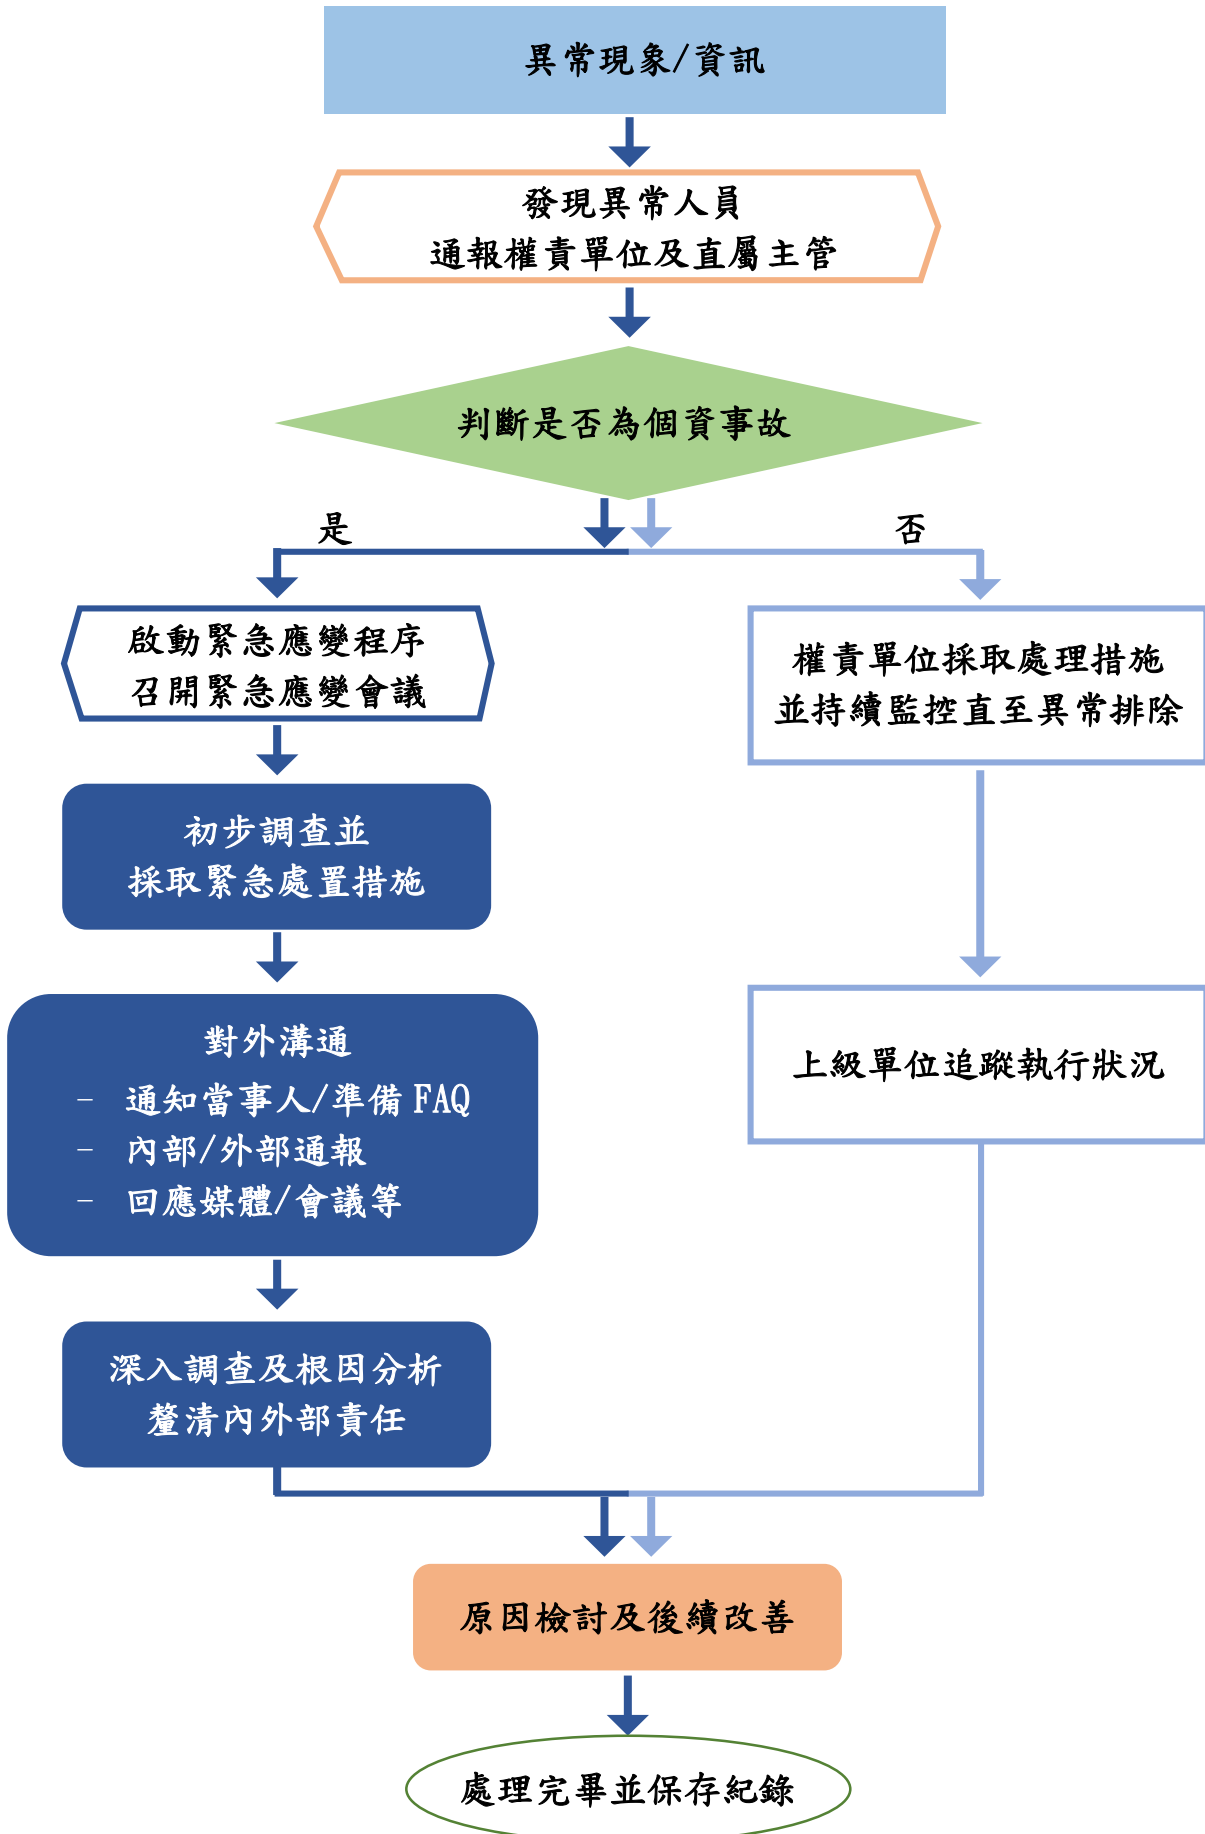 異常現象/資訊
發現異常人員
通報權責單位及直屬主管
判斷是否為個資事故
是
否
啟動緊急應變程序
召開緊急應變會議
權責單位採取處理措施
並持續監控直至異常排除
初步調查並
採取緊急處置措施
對外溝通
- 通知當事人/準備 FAQ
- 內部/外部通報
- 回應媒體/會議等
上級單位追蹤執行狀況
深入調查及根因分析
釐清內外部責任
原因檢討及後續改善
處理完畢並保存紀錄